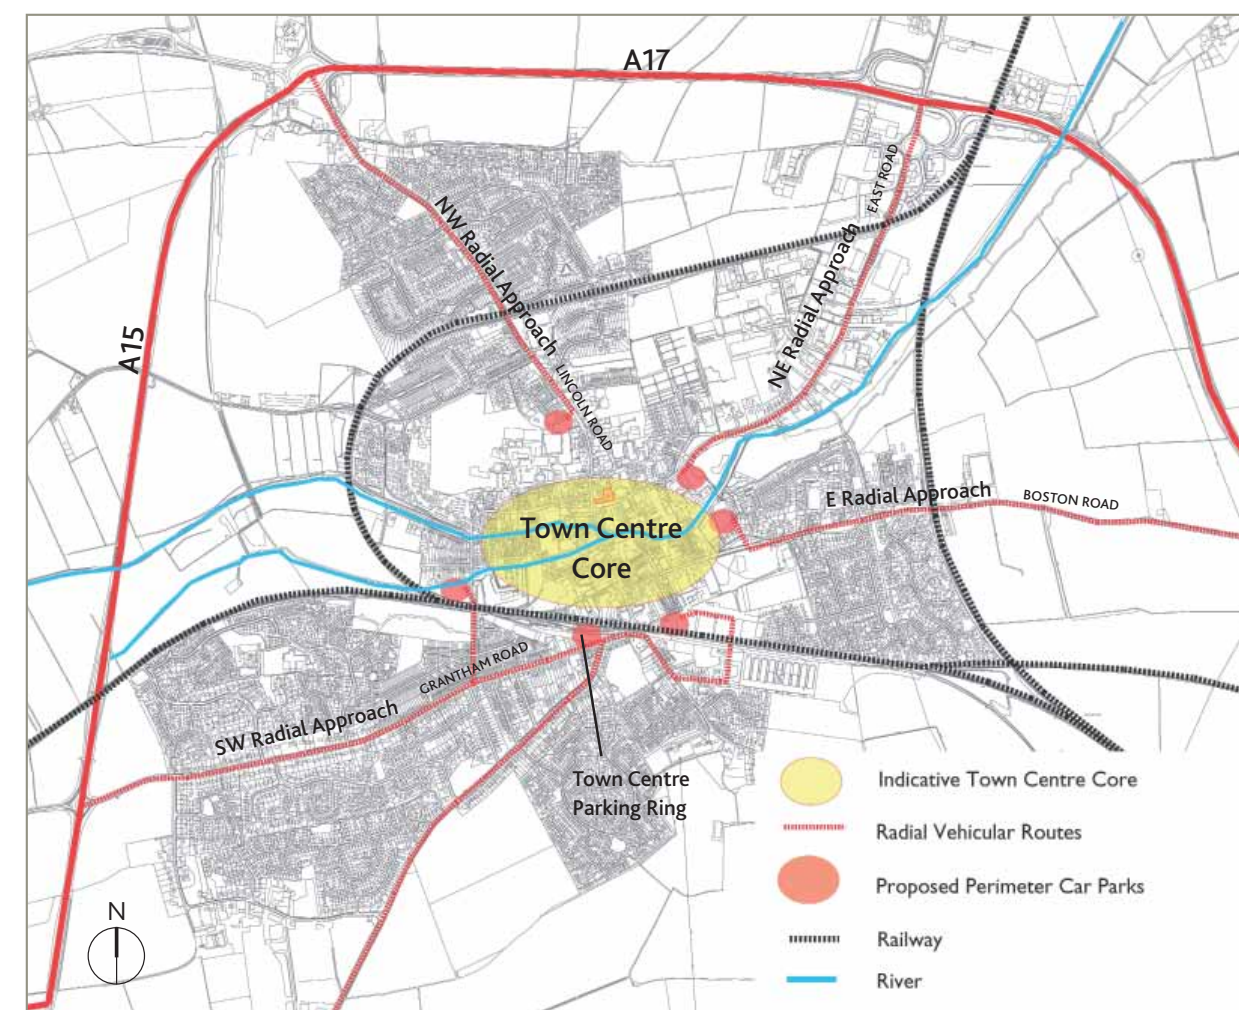 A17
A15
NW Radial Approach
LINCOLN ROAD
EAST ROAD
NE Radial Approach
E Radial Approach
BOSTON ROAD
Town Centre
Core
GRANTHAM ROAD
SW Radial Approach
Town Centre
Parking Ring
N
Indicative Town Centre Core
Radial Vehicular Routes
Proposed Perimeter Car Parks
Railway
River